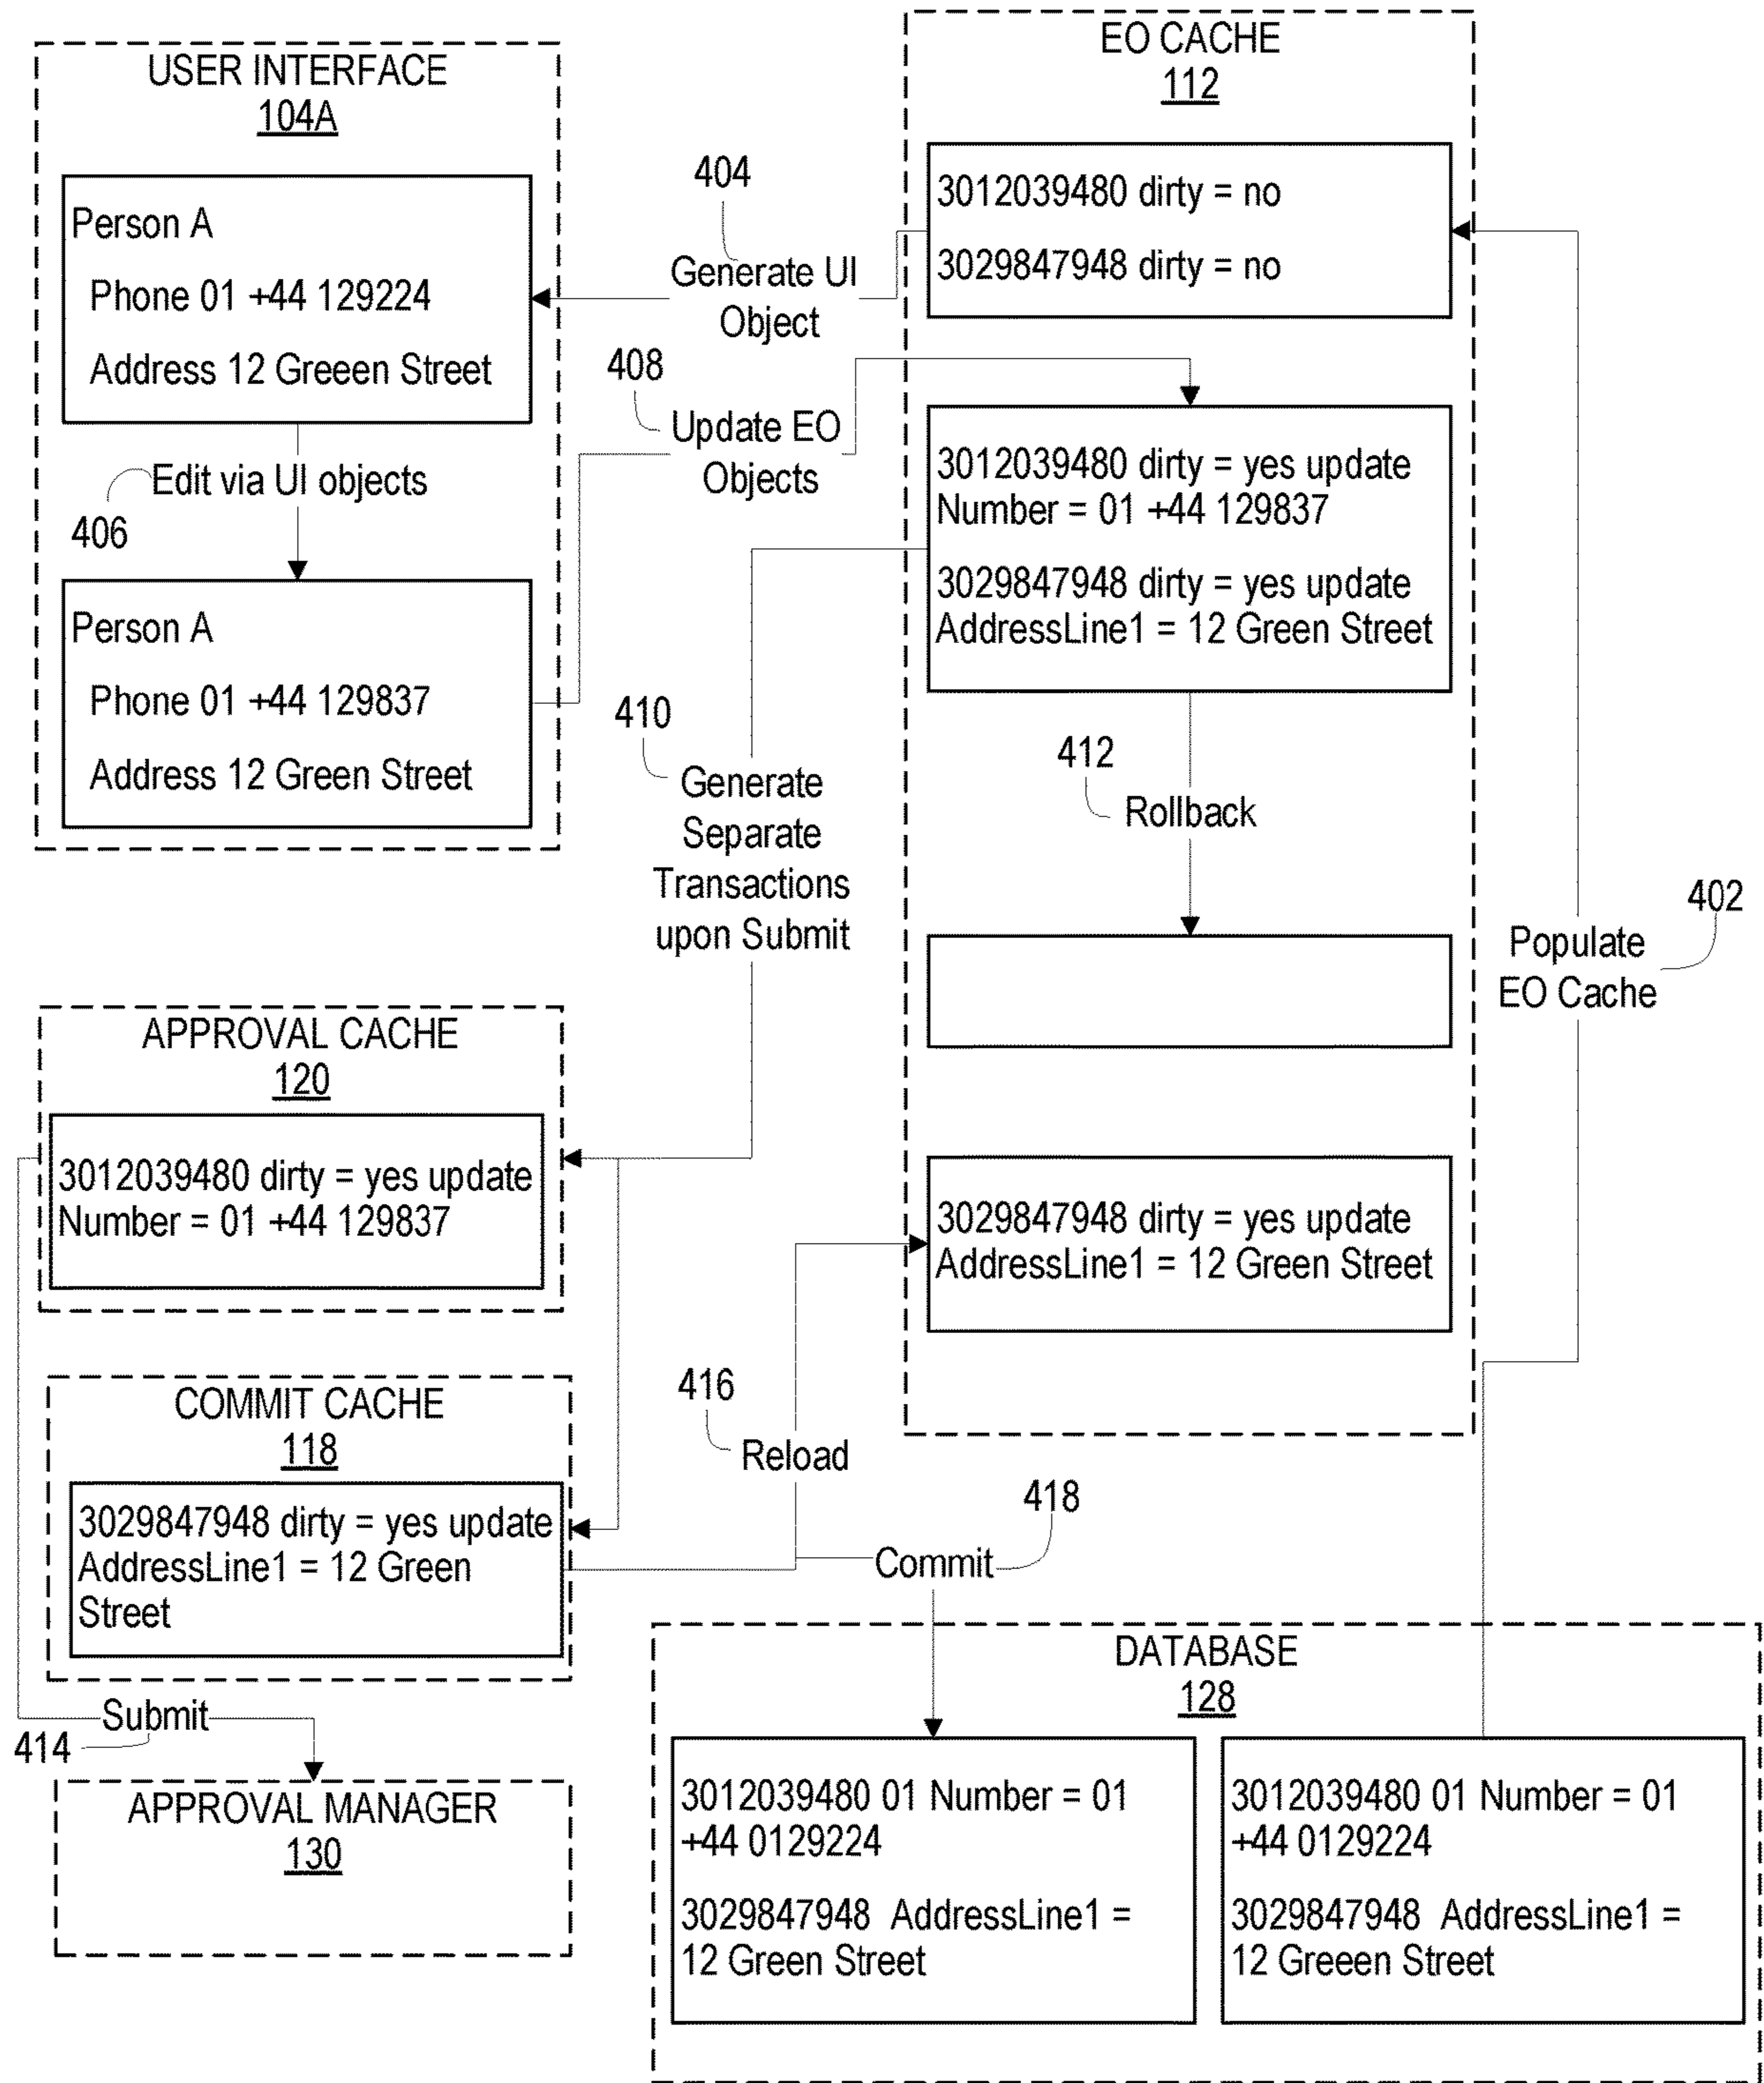 USER INTERFACE
104A
Person A
Phone 01 +44 129224
Address 12 Greeen Street
Edit via UI objects
406
Person A
Phone 01 +44 129837
Address 12 Green Street
404
Generate UI
Object
408
Update EO
Objects
410
Generate
Separate
Transactions
upon Submit
EO CACHE
112
3012039480 dirty = no
3029847948 dirty = no
3012039480 dirty = yes update
Number = 01 +44 129837
3029847948 dirty = yes update
AddressLine1 = 12 Green Street
412
Rollback
3029847948 dirty = yes update
AddressLine1 = 12 Green Street
402
Populate
EO Cache
APPROVAL CACHE
120
3012039480 dirty = yes update
Number = 01 +44 129837
COMMIT CACHE
118
3029847948 dirty = yes update
AddressLine1 = 12 Green
Street
416
Reload
418
Commit
Submit
414
APPROVAL MANAGER
130
DATABASE
128
3012039480 01 Number = 01
+44 0129224
3029847948 AddressLine1 =
12 Green Street
3012039480 01 Number = 01
+44 0129224
3029847948 AddressLine1 =
12 Greeen Street